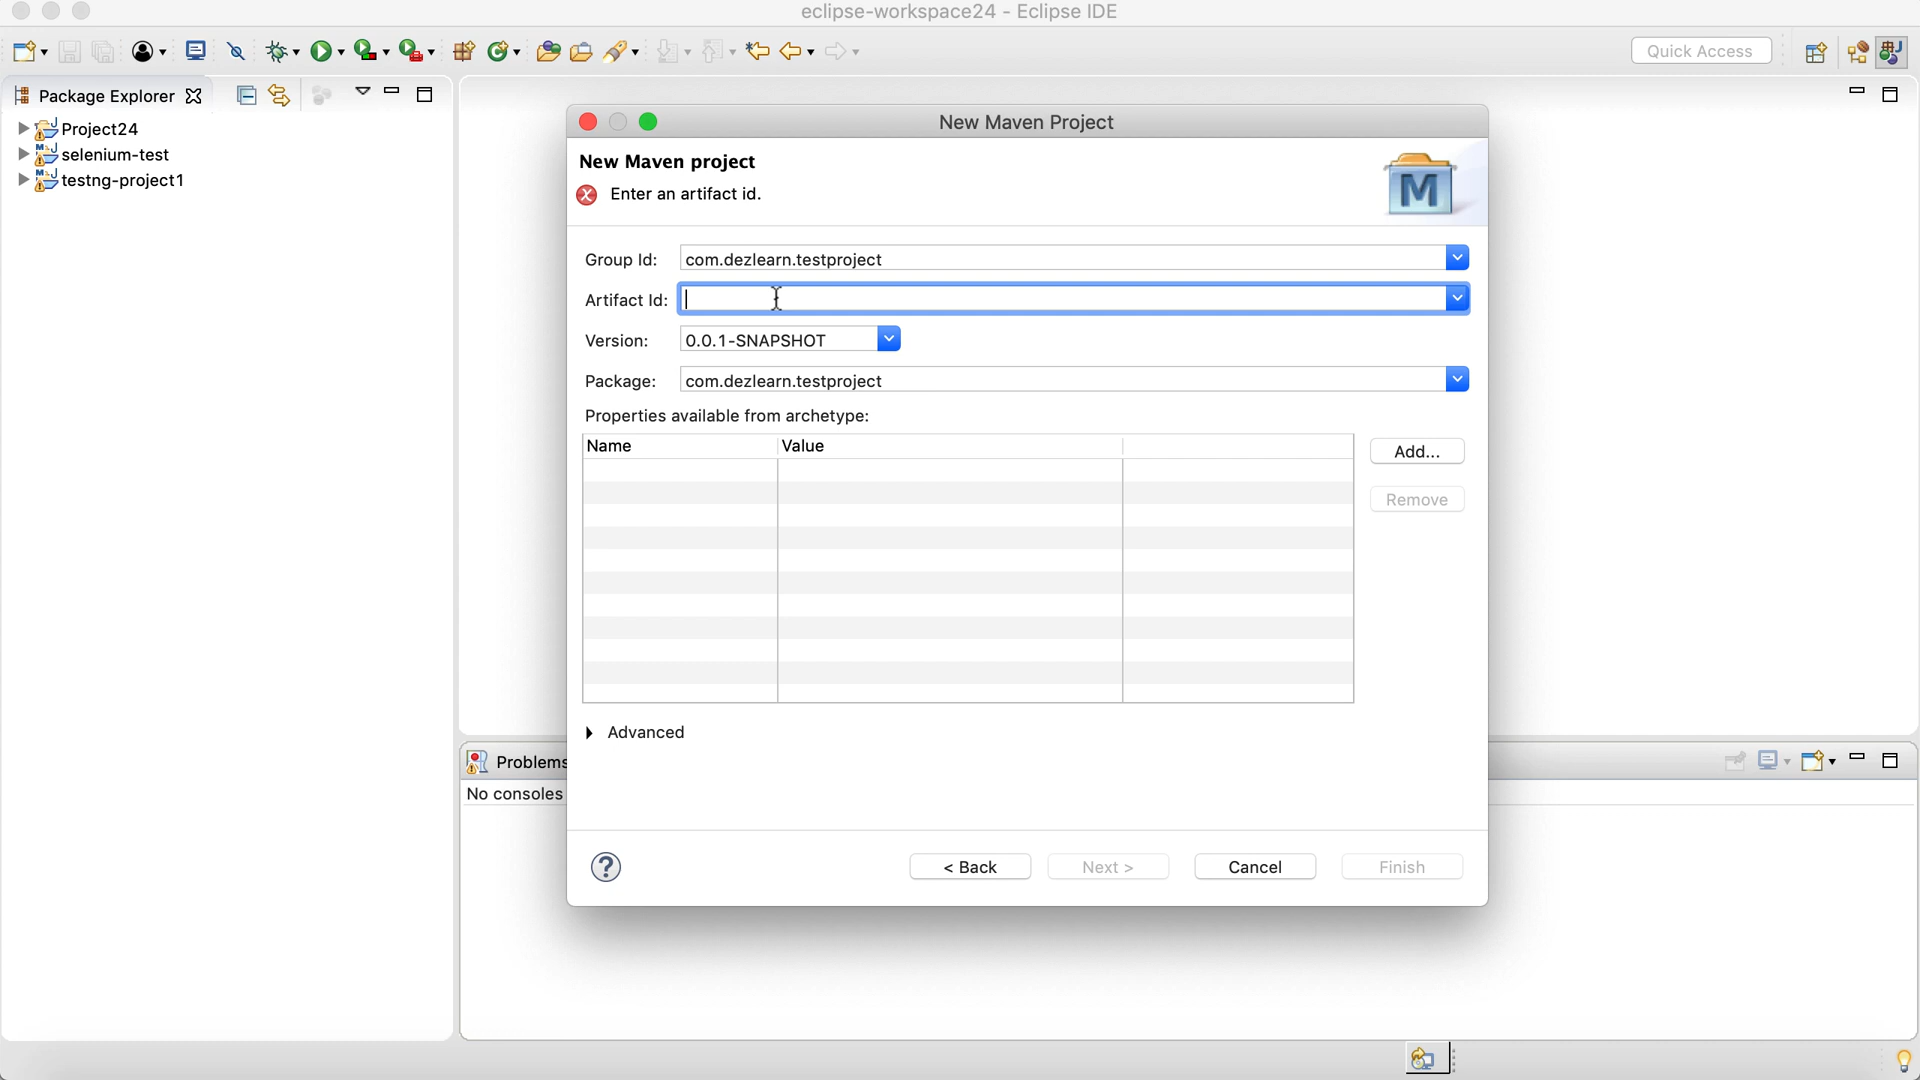 eclipse-workspace24 - Eclipse IDE
Quick Access
Package Explorer
Project24
selenium-test
testng-project1
New Maven Project
New Maven project
Enter an artifact id.
M
Group Id: com.dezlearn.testproject
Artifact Id:
Version: 0.0.1-SNAPSHOT
Package: com.dezlearn.testproject
Properties available from archetype:
Name Value
Add...
Remove
Advanced
Problems
No consoles
? < Back Next > Cancel Finish